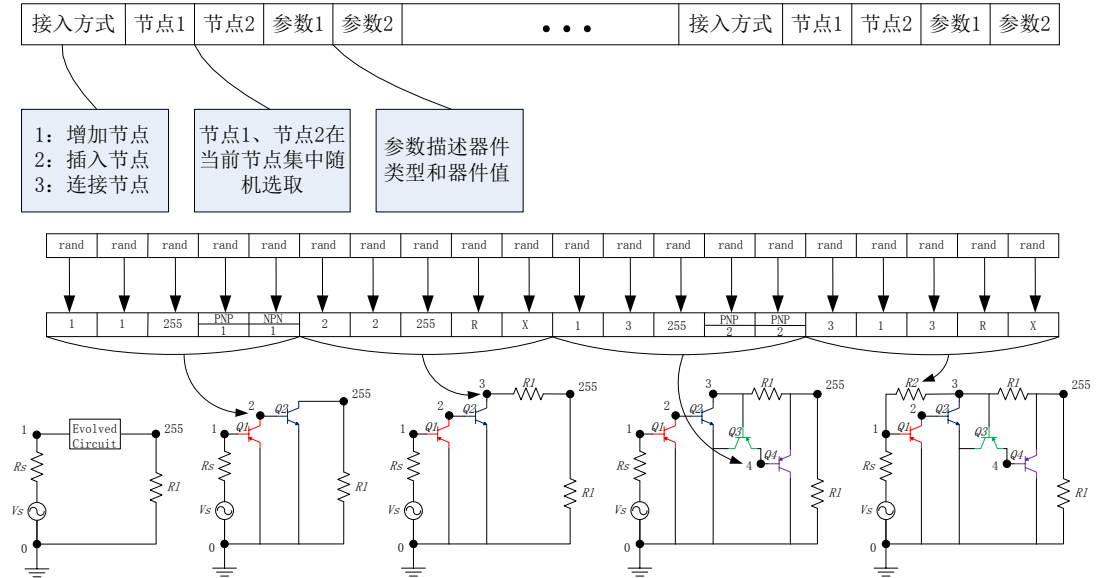 接入方式 节点1 节点2 参数1 参数2 ••• 接入方式 节点1 节点2 参数1 参数2
1: 增加节点
2: 插入节点
3: 连接节点
节点1、节点2在
当前节点集中随
机选取
参数描述器件
类型和器件值
rand rand rand rand rand rand rand rand rand rand rand rand rand rand rand rand rand rand rand rand
1 1 255 PNP 1 NPN 1 2 2 255 R X 1 3 255 PNP 2 PNP 2 3 1 3 R X
1 Evolved 255
Circuit
Rs
Rl
Vs
0
255
2 Q2
1 Q1
Rs
Rl
Vs
0
3 R1 255
2 Q2
1 Q1
Rs
Rl
Vs
0
3 R1 255
2 Q2
1 Q1
Q3
4 Q4
Rs
Rl
Vs
0
R2 3 R1 255
2 Q2
1 Q1
Q3
4 Q4
Rs
Rl
Vs
0